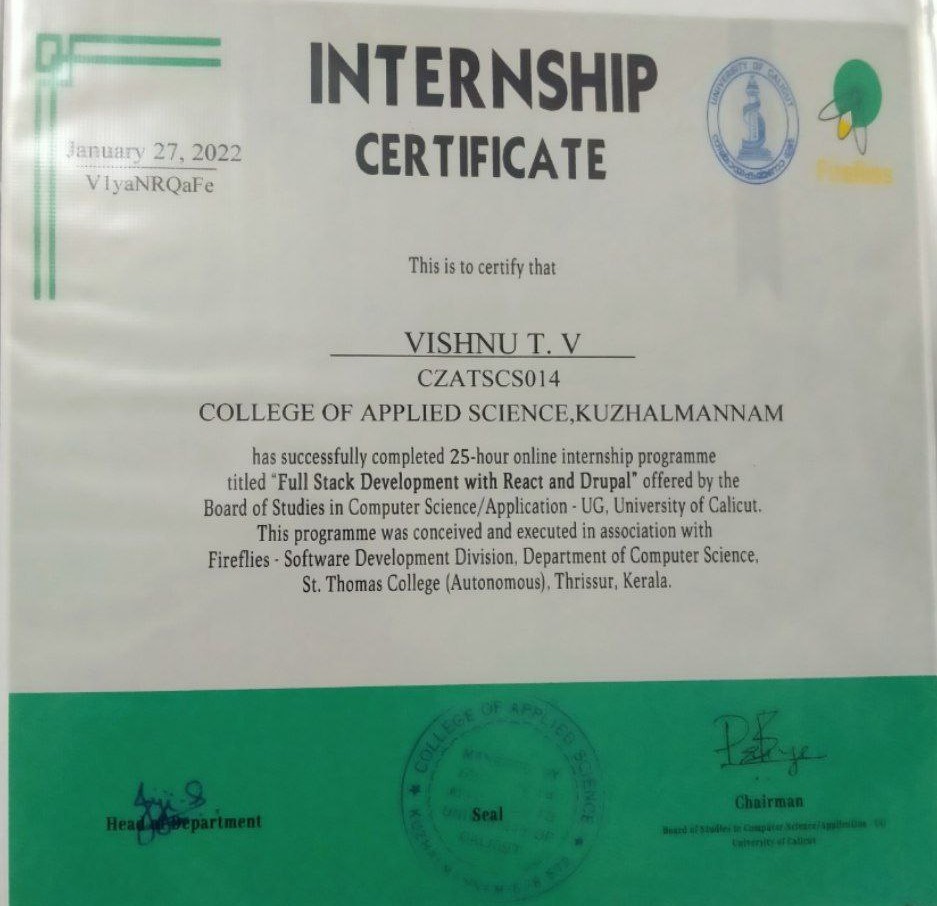 INTERNSHIP
CERTIFICATE
January 27, 2022
V1yaNRQaFe
UNIVERSITY OF CALICUT
Fireflies
This is to certify that
VISHNU T. V
CZATSCS014
COLLEGE OF APPLIED SCIENCE,KUZHALMANNAM
has successfully completed 25-hour online internship programme
titled “Full Stack Development with React and Drupal” offered by the
Board of Studies in Computer Science/Application - UG, University of Calicut.
This programme was conceived and executed in association with
Fireflies - Software Development Division, Department of Computer Science,
St. Thomas College (Autonomous), Thrissur, Kerala.
Head of Department
COLLEGE OF APPLIED SCIENCE
Seal
Chairman
Board of Studies in Computer Science/Application - UG
University of Calicut